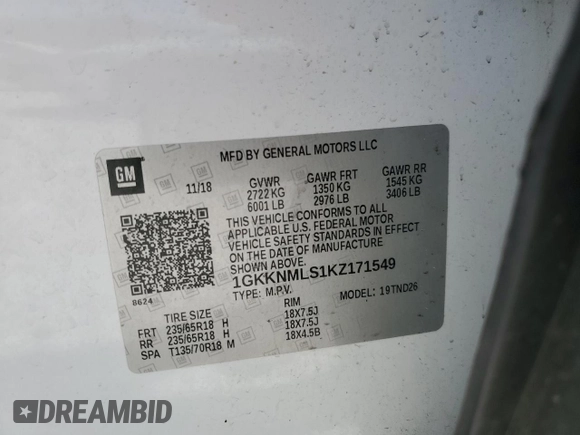 MFD BY GENERAL MOTORS LLC
GM
11/18
GVWR GAWR FRT GAWR RR
2722 KG 1350 KG 1545 KG
6001 LB 2976 LB 3406 LB
THIS VEHICLE CONFORMS TO ALL
APPLICABLE U.S. FEDERAL MOTOR
VEHICLE SAFETY STANDARDS IN EFFECT
ON THE DATE OF MANUFACTURE
SHOWN ABOVE.
1GKKNMLS1KZ171549
TYPE: M.P.V. MODEL: 19TND26
8624
TIRE SIZE RIM
FRT 235/65R18 H 18X7.5J
RR 235/65R18 H 18X7.5J
SPA T135/70R18 M 18X4.5B
DREAMBID